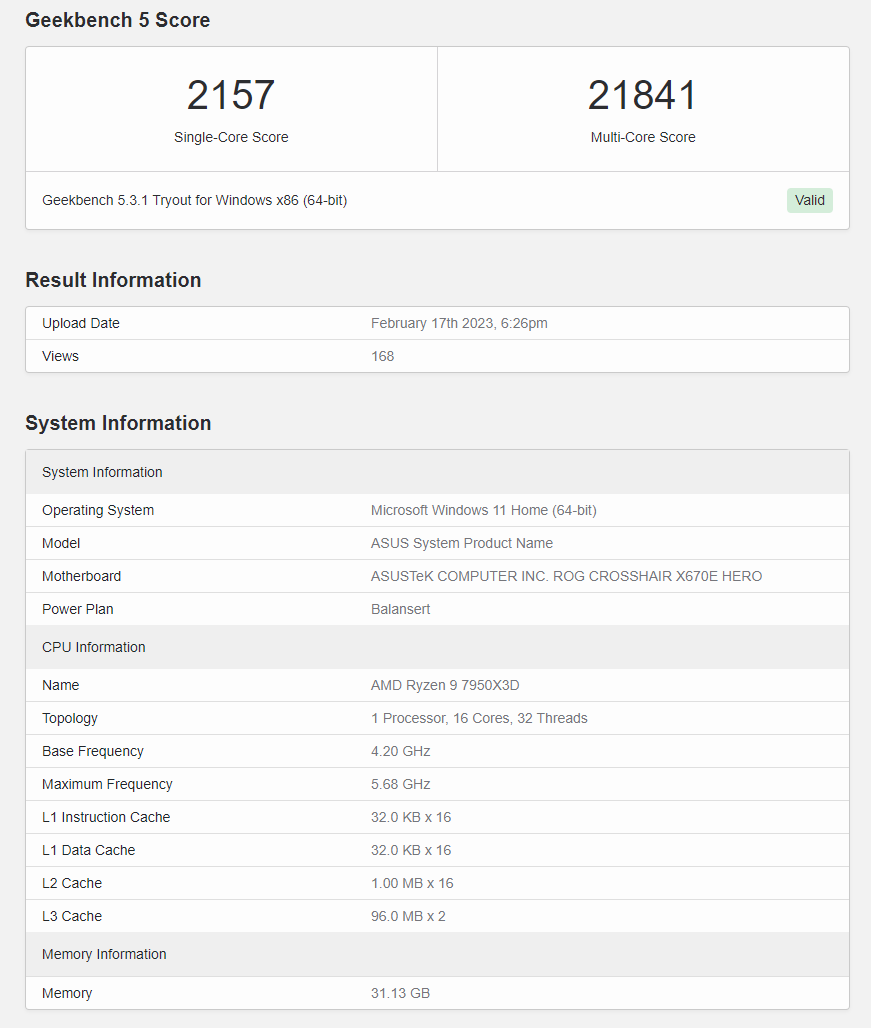 Geekbench 5 Score
2157
Single-Core Score
21841
Multi-Core Score
Geekbench 5.3.1 Tryout for Windows x86 (64-bit)
Valid
Result Information
Upload Date February 17th 2023, 6:26pm
Views 168
System Information
System Information
Operating System Microsoft Windows 11 Home (64-bit)
Model ASUS System Product Name
Motherboard ASUSTeK COMPUTER INC. ROG CROSSHAIR X670E HERO
Power Plan Balansert
CPU Information
Name AMD Ryzen 9 7950X3D
Topology 1 Processor, 16 Cores, 32 Threads
Base Frequency 4.20 GHz
Maximum Frequency 5.68 GHz
L1 Instruction Cache 32.0 KB x 16
L1 Data Cache 32.0 KB x 16
L2 Cache 1.00 MB x 16
L3 Cache 96.0 MB x 2
Memory Information
Memory 31.13 GB